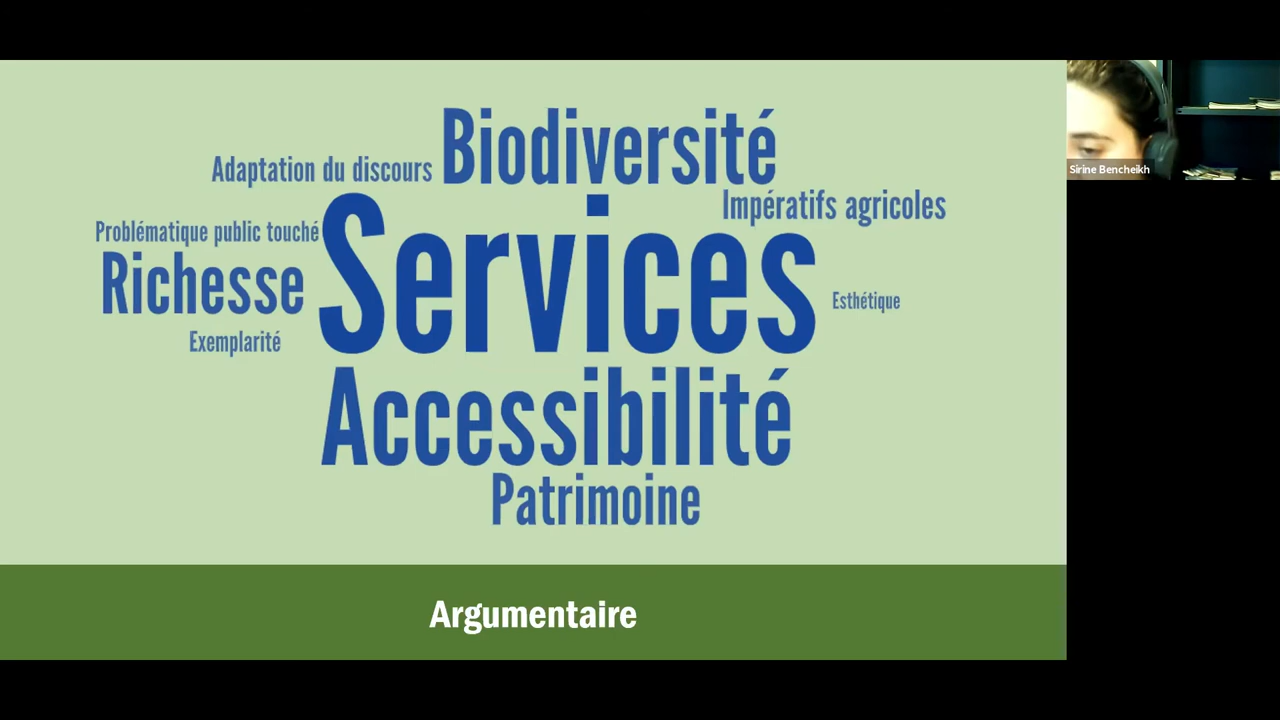 Biodiversité
Adaptation du discours
Impératifs agricoles
Problématique public touché
Services
Richesse
Esthétique
Exemplarité
Accessibilité
Patrimoine
Argumentaire
Sirine Bencheikh